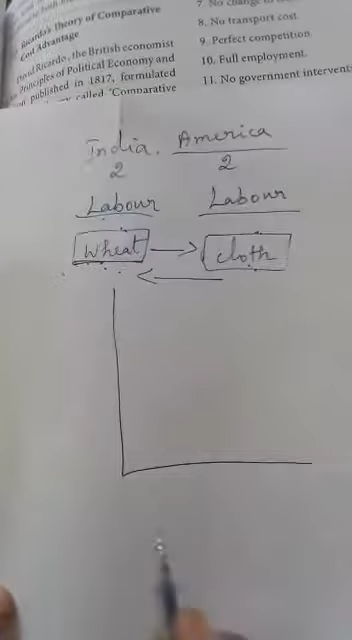 Ricardo's Theory of Comparative
Cost Advantage
David Ricardo, the British economist
Principles of Political Economy and
published in 1817, formulated
called 'Comparative
8. No transport cost.
9. Perfect competition.
10. Full employment.
11. No government intervent
India. America
2 2
Labour Labour
Wheat cloth